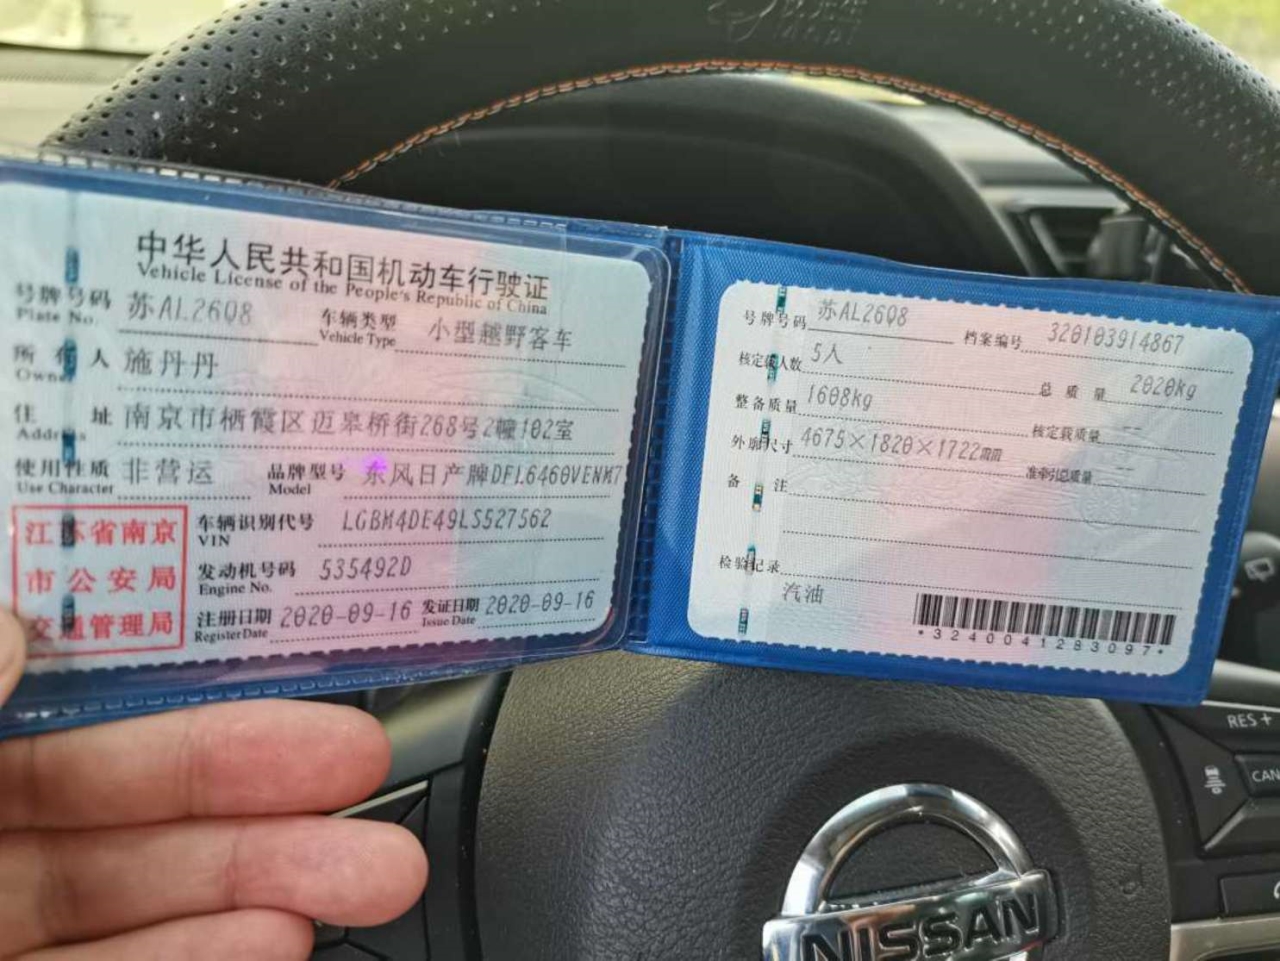 中华人民共和国机动车行驶证
Vehicle License of the People's Republic of China
号牌号码 苏AL26Q8 车辆类型 小型越野客车
Plate No. Vehicle Type
所有人 施丹丹
Owner
住址 南京市栖霞区迈皋桥街268号2幢102室
Address
使用性质 非营运 品牌型号 东风日产牌DFL6460VENM7
Use Character Model
江苏省南京
市公安局
交通管理局
车辆识别代号 LGBM4DE49LS527562
VIN
发动机号码 535492D
Engine No.
注册日期 2020-09-16 发证日期 2020-09-16
Register Date Issue Date
号牌号码 苏AL26Q8 档案编号 320103914867
核定载人数 5人 总质量 2020kg
整备质量 1608kg 核定载质量 --
外廓尺寸 4675×1820×1722 准牵引总质量 --
备注
检验记录
汽油
*3240041293097*
RES +
CAN
NISSAN